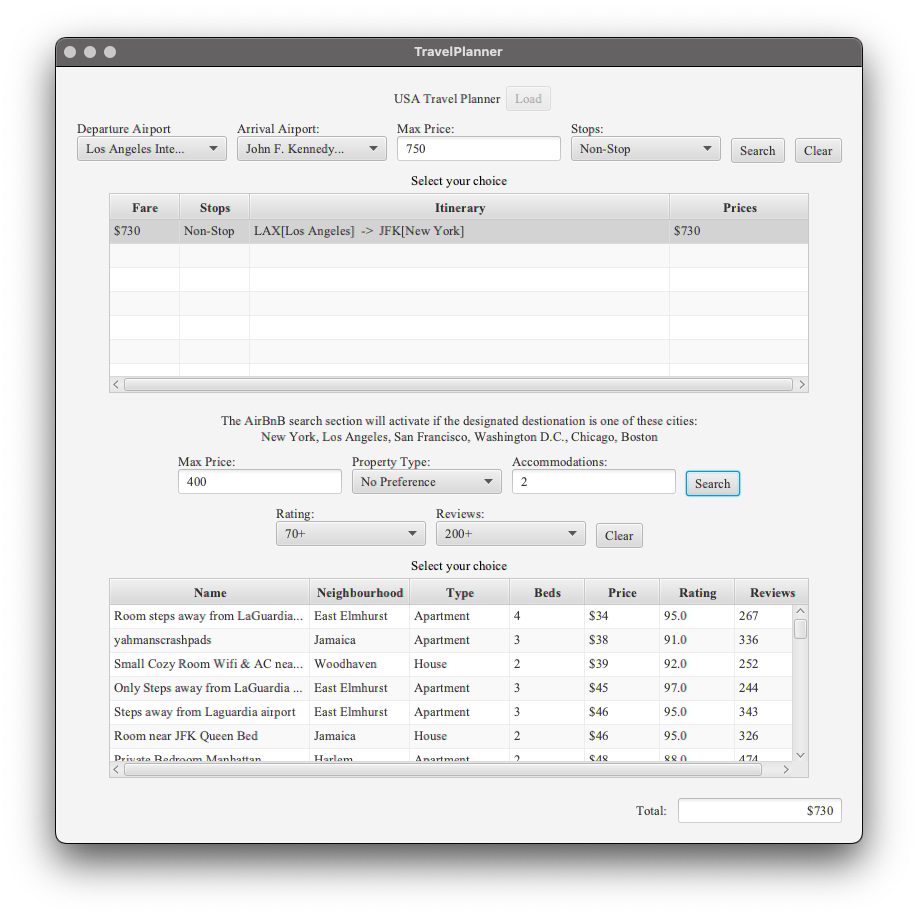 TravelPlanner
USA Travel Planner Load
Departure Airport Arrival Airport: Max Price: Stops:
Los Angeles Inte... John F. Kennedy... 750 Non-Stop Search Clear
Select your choice
Fare Stops Itinerary Prices
$730 Non-Stop LAX[Los Angeles] -> JFK[New York] $730
The AirBnB search section will activate if the designated destionation is one of these cities:
New York, Los Angeles, San Francisco, Washington D.C., Chicago, Boston
Max Price: Property Type: Accommodations:
400 No Preference 2 Search
Rating: Reviews:
70+ 200+ Clear
Select your choice
Name Neighbourhood Type Beds Price Rating Reviews
Room steps away from LaGuardia... East Elmhurst Apartment 4 $34 95.0 267
yahmanscrashpads Jamaica Apartment 3 $38 91.0 336
Small Cozy Room Wifi & AC nea... Woodhaven House 2 $39 92.0 252
Only Steps away from LaGuardia ... East Elmhurst Apartment 3 $45 97.0 244
Steps away from Laguardia airport East Elmhurst Apartment 3 $46 95.0 343
Room near JFK Queen Bed Jamaica House 2 $46 95.0 326
Private Bedroom Manhattan Harlem Apartment 2 $48 88.0 474
Total: $730